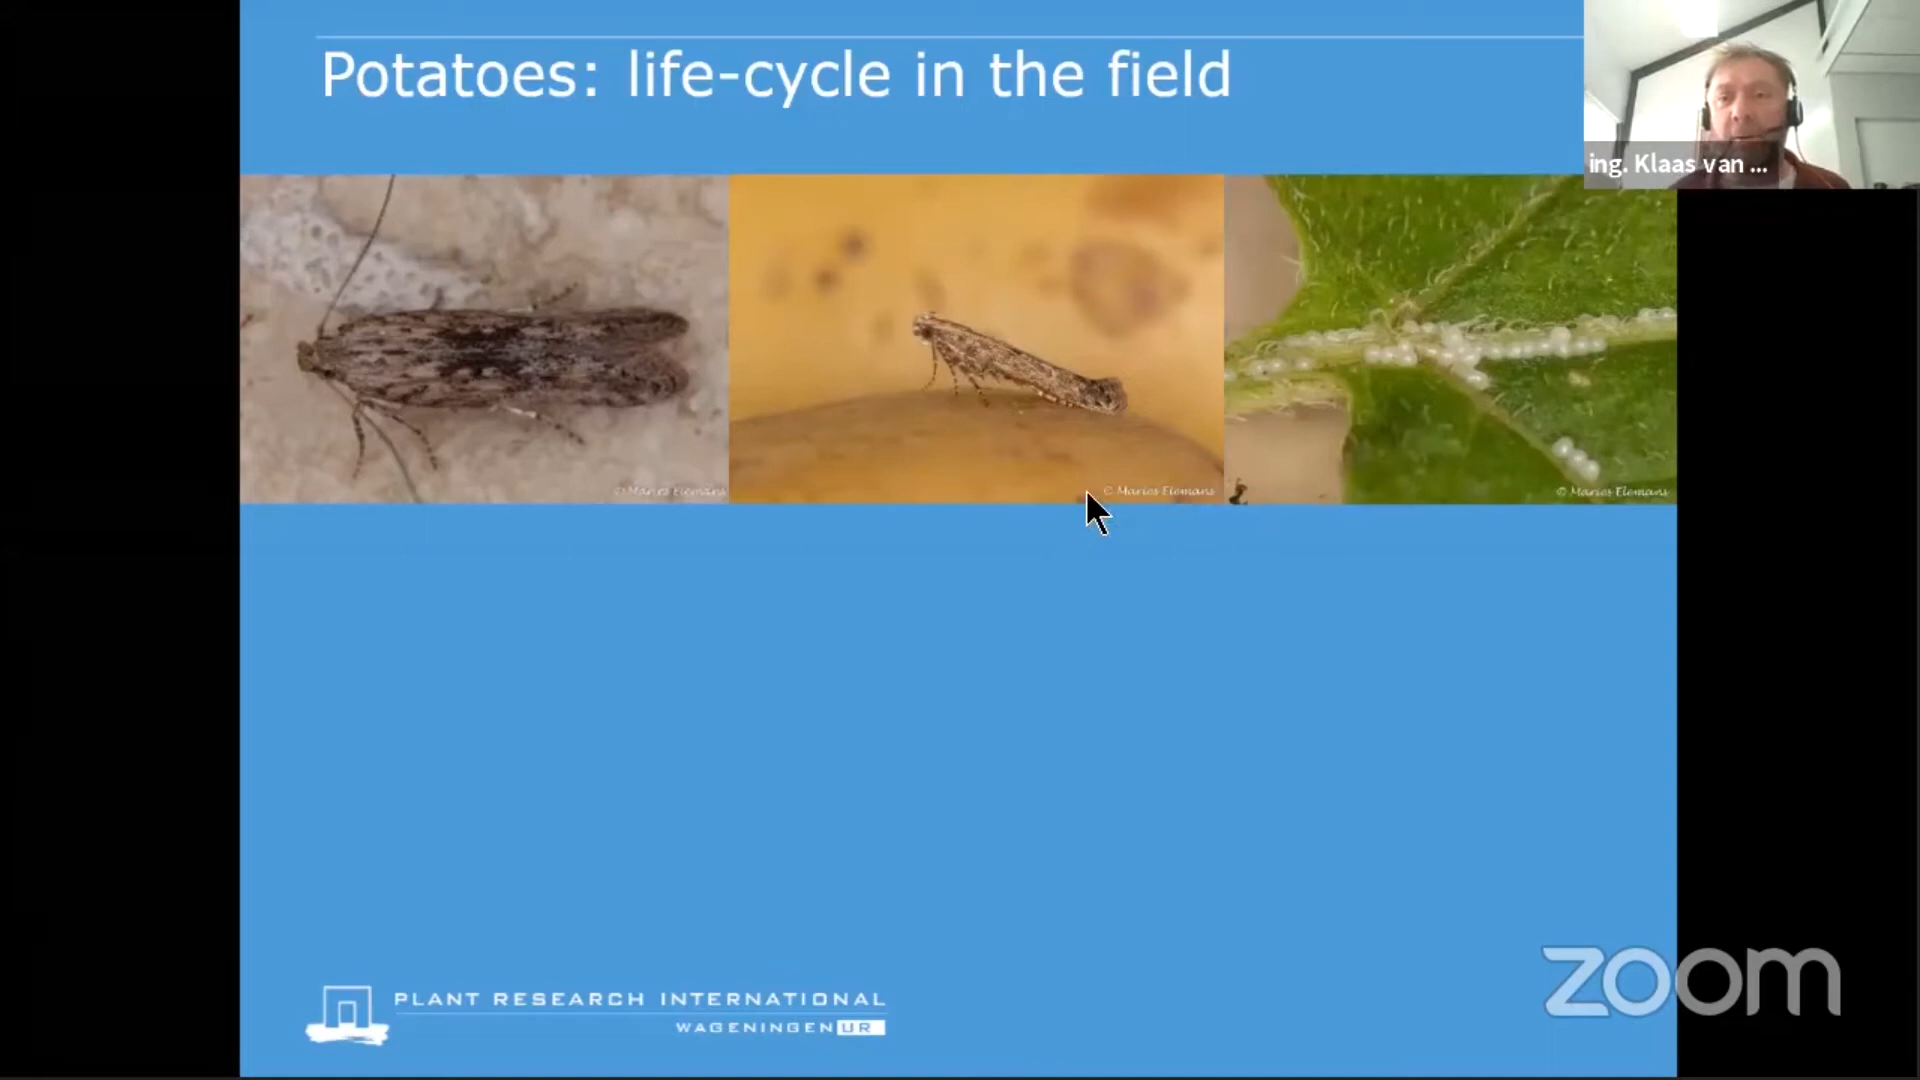 Potatoes: life-cycle in the field
ing. Klaas van ...
© Marios Elemans
© Marios Elemans
© Marios Elemans
PLANT RESEARCH INTERNATIONAL
WAGENINGEN UR
zoom